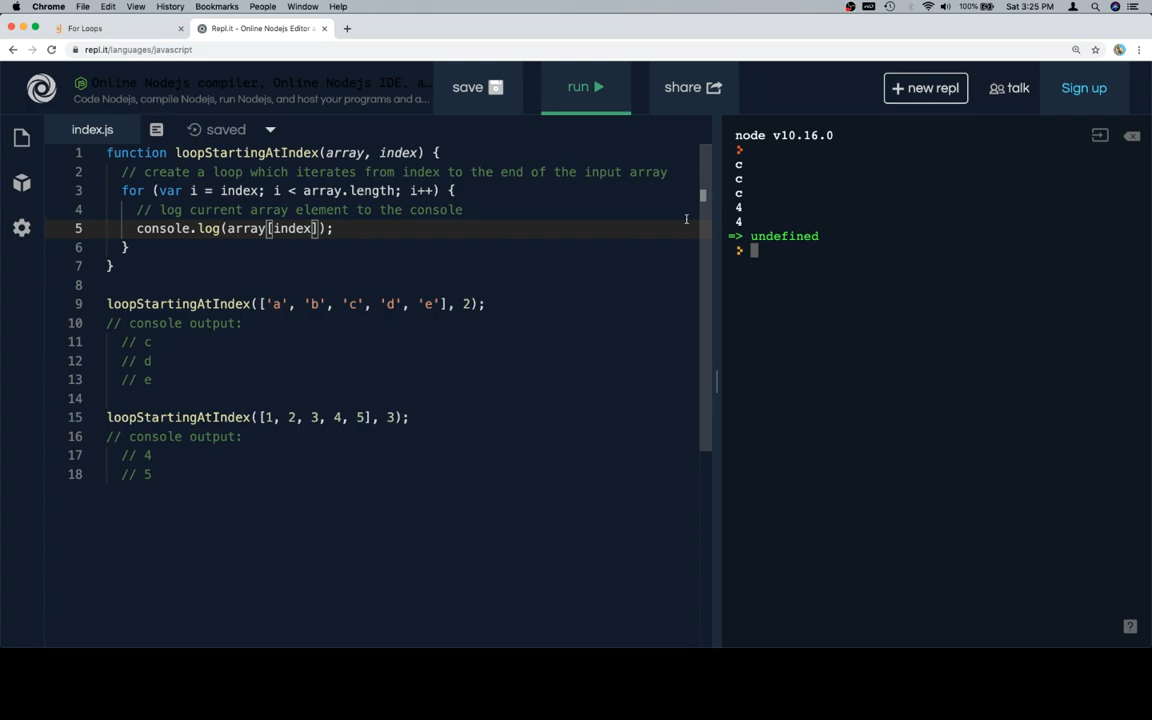 Chrome File Edit View History Bookmarks People Window Help 100% Sat 3:25 PM
For Loops × Repl.it - Online Nodejs Editor a × +
repl.it/languages/javascript
Online Nodejs compiler, Online Nodejs IDE, a...
Code Nodejs, compile Nodejs, run Nodejs, and host your programs and a...
save run share + new repl talk Sign up
index.js saved
1 function loopStartingAtIndex(array, index) {
2 // create a loop which iterates from index to the end of the input array
3 for (var i = index; i < array.length; i++) {
4 // log current array element to the console
5 console.log(array[index]);
6 }
7 }
8
9 loopStartingAtIndex(['a', 'b', 'c', 'd', 'e'], 2);
10 // console output:
11 // c
12 // d
13 // e
14
15 loopStartingAtIndex([1, 2, 3, 4, 5], 3);
16 // console output:
17 // 4
18 // 5
node v10.16.0
c
c
c
4
4
=> undefined
?